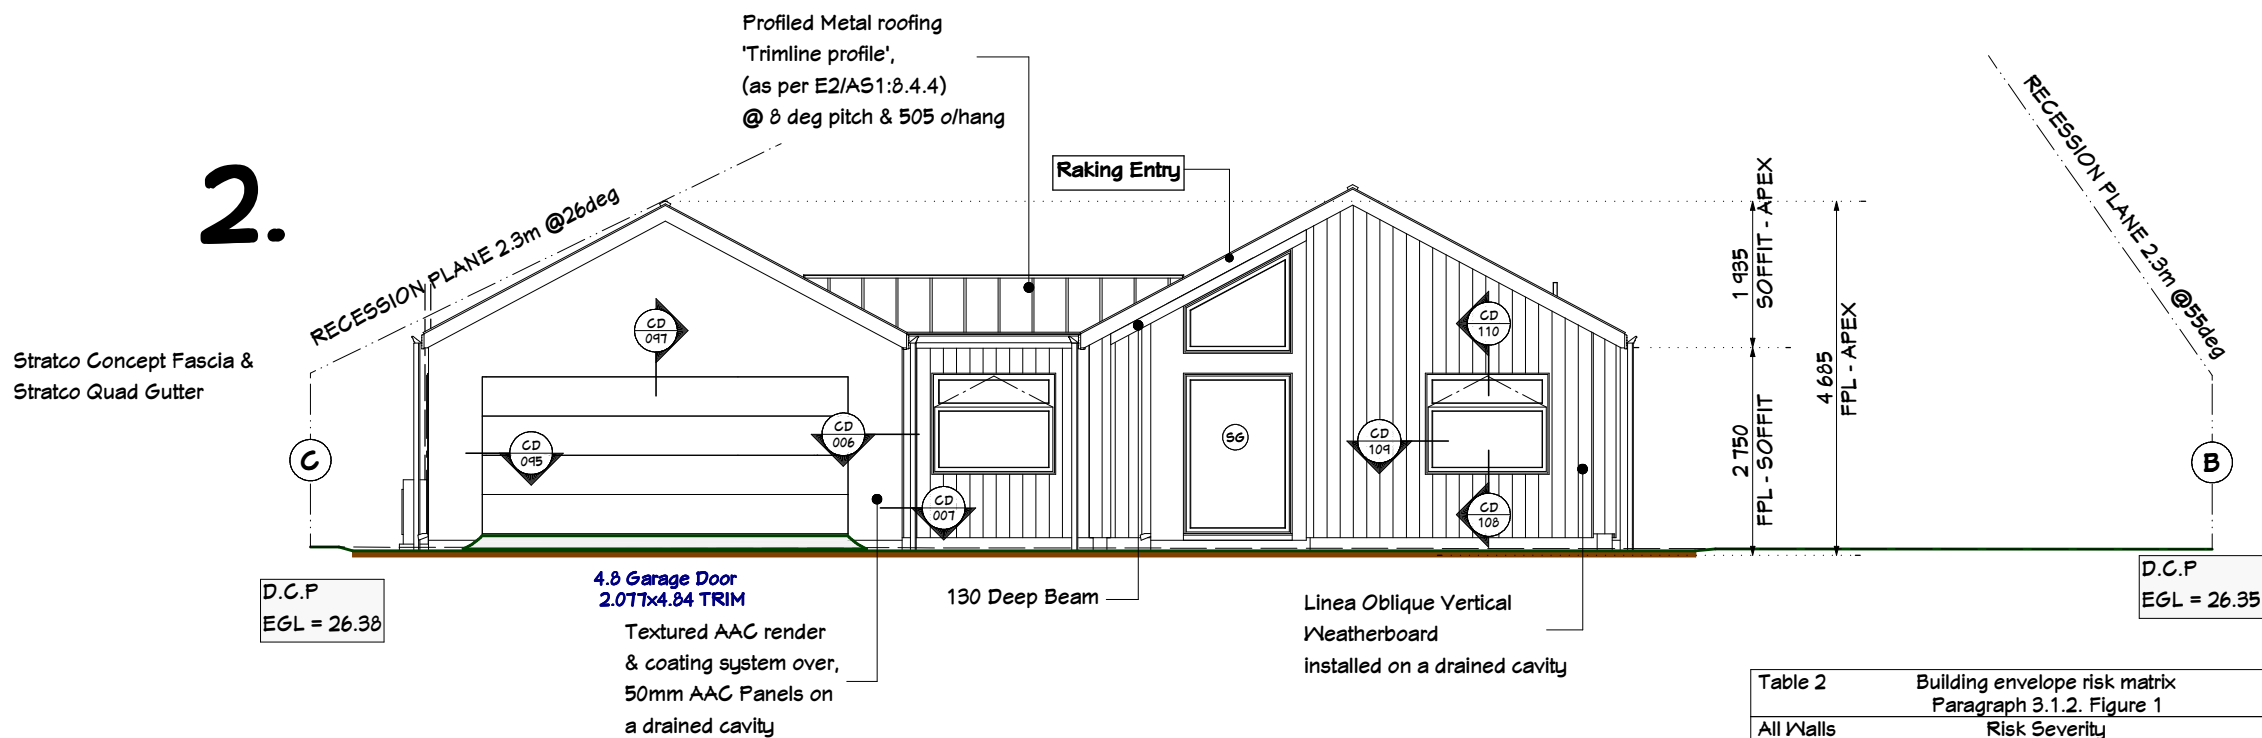 Profiled Metal roofing
'Trimline profile',
(as per E2/AS1:8.4.4)
@ 8 deg pitch & 505 o/hang
2.
Raking Entry
RECESSION PLANE 2.3m @26deg
RECESSION PLANE 2.3m @55deg
Stratco Concept Fascia &
Stratco Quad Gutter
1 935
SOFFIT - APEX
2 750
FPL - SOFFIT
4 685
FPL - APEX
CD
097
CD
110
CD
095
CD
006
CD
007
SG
CD
109
CD
108
C
B
D.C.P
EGL = 26.38
D.C.P
EGL = 26.35
4.8 Garage Door
2.077x4.84 TRIM
Textured AAC render
& coating system over,
50mm AAC Panels on
a drained cavity
130 Deep Beam
Linea Oblique Vertical
Weatherboard
installed on a drained cavity
Table 2 Building envelope risk matrix
Paragraph 3.1.2. Figure 1
All Walls Risk Severity